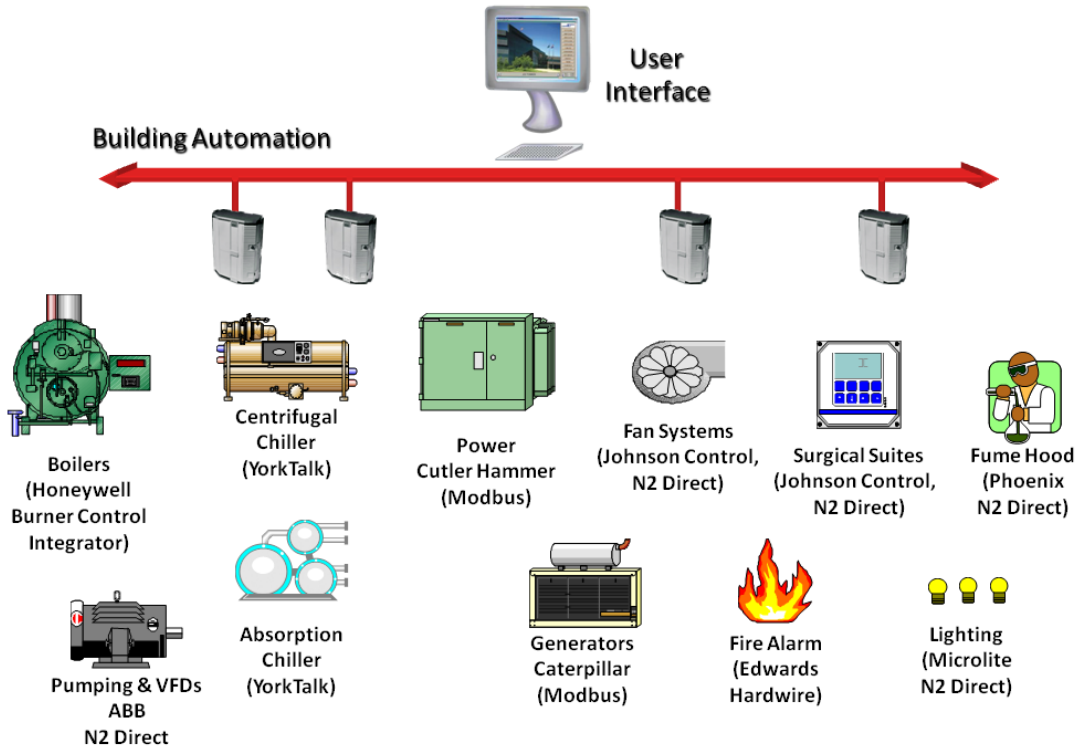 User
Interface
Building Automation
Boilers
(Honeywell
Burner Control
Integrator)
Centrifugal
Chiller
(YorkTalk)
Power
Cutler Hammer
(Modbus)
Fan Systems
(Johnson Control,
N2 Direct)
Surgical Suites
(Johnson Control,
N2 Direct)
Fume Hood
(Phoenix
N2 Direct)
Pumping & VFDs
ABB
N2 Direct
Absorption
Chiller
(YorkTalk)
Generators
Caterpillar
(Modbus)
Fire Alarm
(Edwards
Hardwire)
Lighting
(Microlite
N2 Direct)